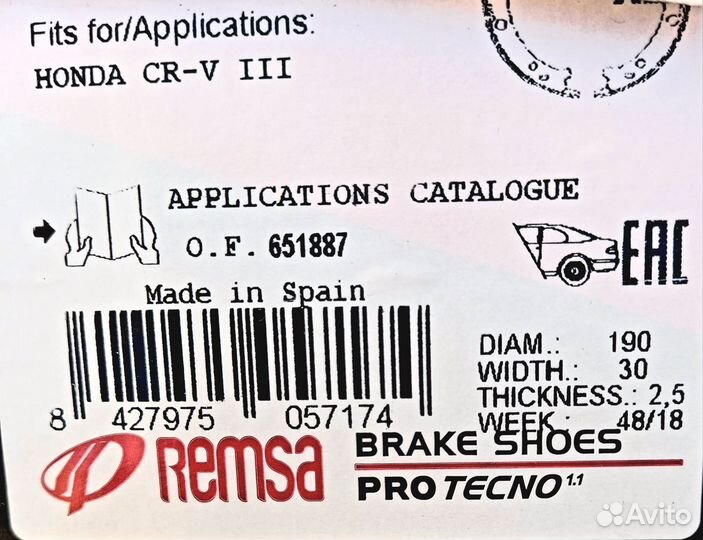 Fits for/Applications:
HONDA CR-V III
APPLICATIONS CATALOGUE
O.F. 651887
EAC
Made in Spain
DIAM.: 190
WIDTH.: 30
THICKNESS.: 2,5
WEEK.: 48/18
8 427975 057174
Remsa
BRAKE SHOES
PRO TECNO 1.1
Avito